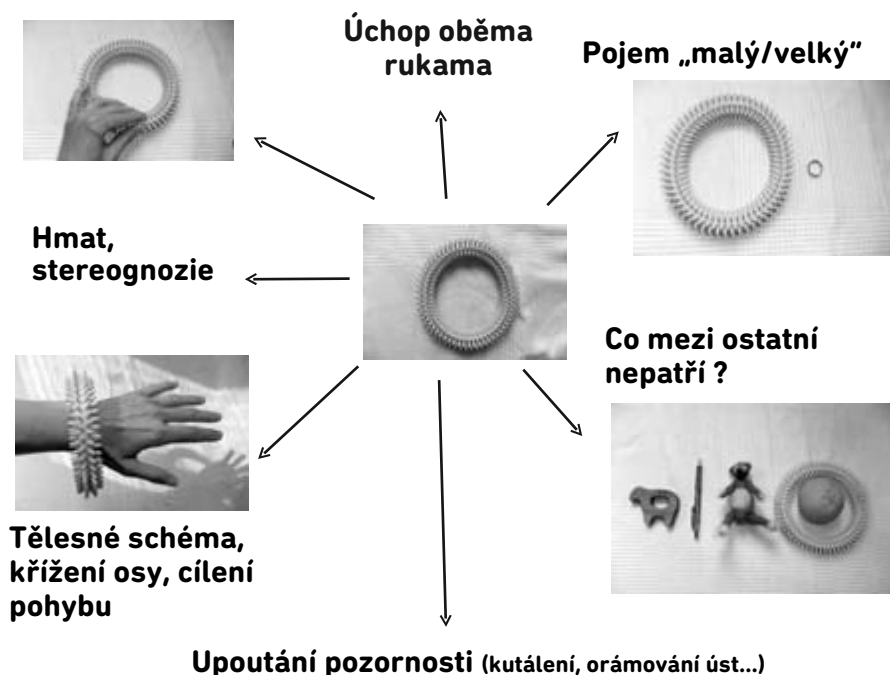 Úchop oběma
rukama
Pojem „malý/velký“
Hmat,
stereognozie
Co mezi ostatní
nepatří ?
Tělesné schéma,
křížení osy, cílení
pohybu
Upoutání pozornosti (kutálení, orámování úst...)